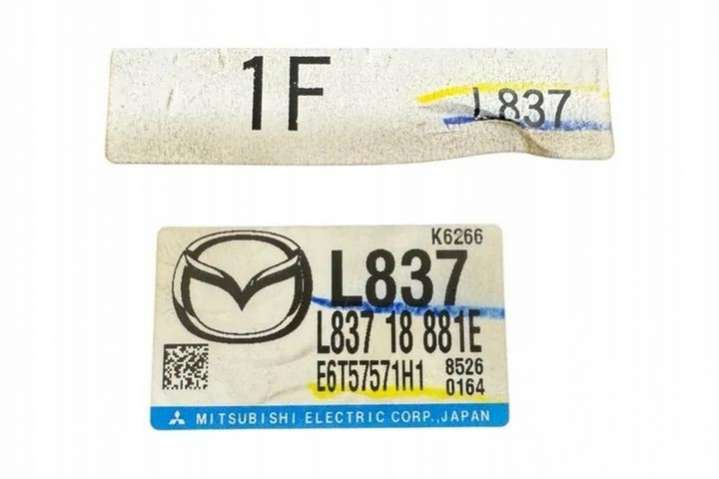 1F
L837
K6266
L837
L837 18 881E
E6T57571H1
8526
0164
MITSUBISHI ELECTRIC CORP.,JAPAN